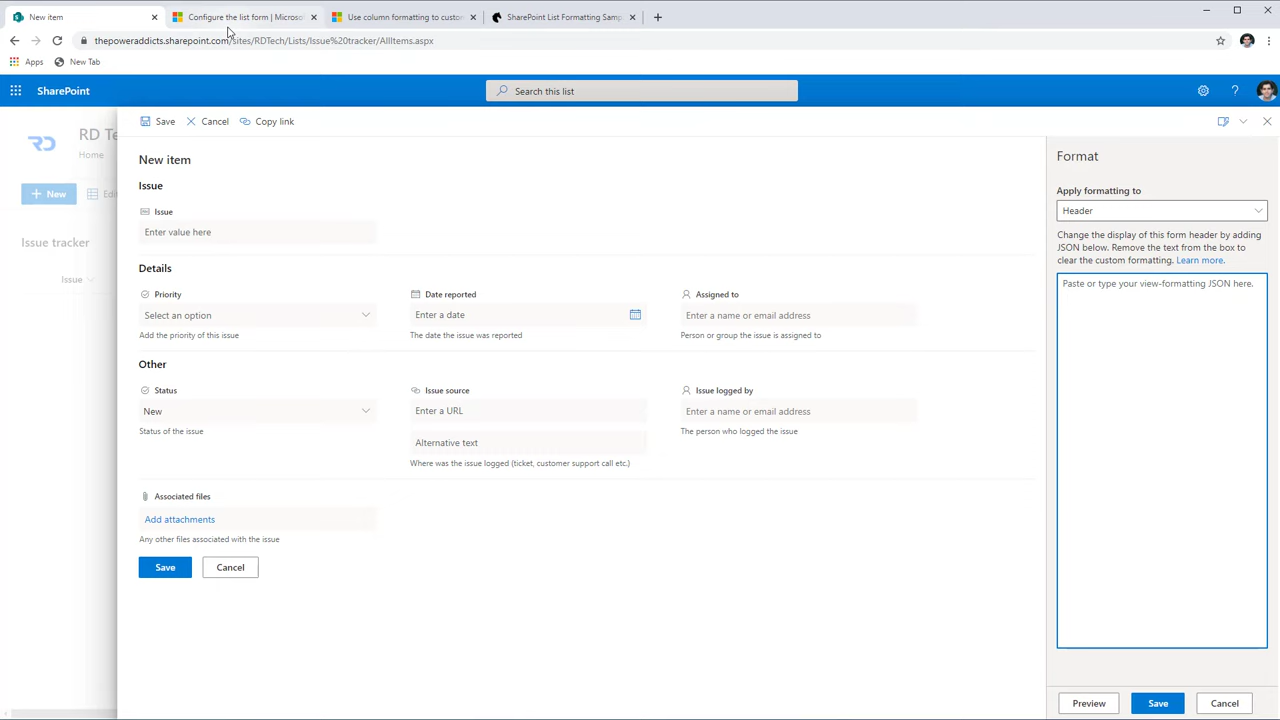 New item
Configure the list form | Microso
Use column formatting to custo
SharePoint List Formatting Samp
thepoweraddicts.sharepoint.com/sites/RDTech/Lists/Issue%20tracker/AllItems.aspx
Apps
New Tab
SharePoint
Search this list
RD Te
Home
New
Edi
Issue tracker
Issue
Save
Cancel
Copy link
New item
Issue
Issue
Enter value here
Details
Priority
Date reported
Assigned to
Select an option
Enter a date
Enter a name or email address
Add the priority of this issue
The date the issue was reported
Person or group the issue is assigned to
Other
Status
Issue source
Issue logged by
New
Enter a URL
Enter a name or email address
Status of the issue
The person who logged the issue
Alternative text
Where was the issue logged (ticket, customer support call etc.)
Associated files
Add attachments
Any other files associated with the issue
Save
Cancel
Format
Apply formatting to
Header
Change the display of this form header by adding
JSON below. Remove the text from the box to
clear the custom formatting. Learn more.
Paste or type your view-formatting JSON here.
Preview
Save
Cancel